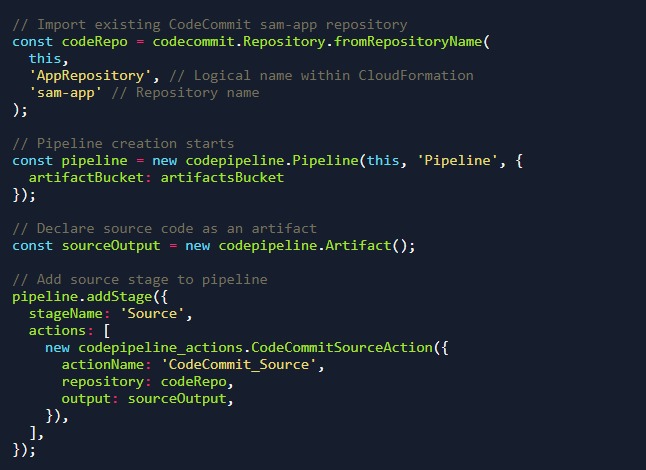 // Import existing CodeCommit sam-app repository
const codeRepo = codecommit.Repository.fromRepositoryName(
  this,
  'AppRepository', // Logical name within CloudFormation
  'sam-app' // Repository name
);

// Pipeline creation starts
const pipeline = new codepipeline.Pipeline(this, 'Pipeline', {
  artifactBucket: artifactsBucket
});

// Declare source code as an artifact
const sourceOutput = new codepipeline.Artifact();

// Add source stage to pipeline
pipeline.addStage({
  stageName: 'Source',
  actions: [
    new codepipeline_actions.CodeCommitSourceAction({
      actionName: 'CodeCommit_Source',
      repository: codeRepo,
      output: sourceOutput,
    }),
  ],
});